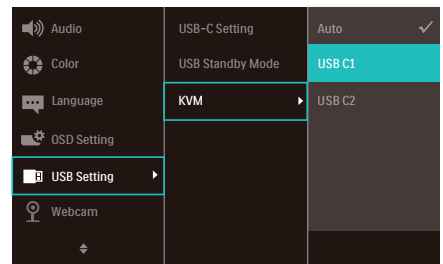 Audio
Color
Language
OSD Setting
USB Setting
Webcam
USB-C Setting
USB Standby Mode
KVM
Auto
USB C1
USB C2